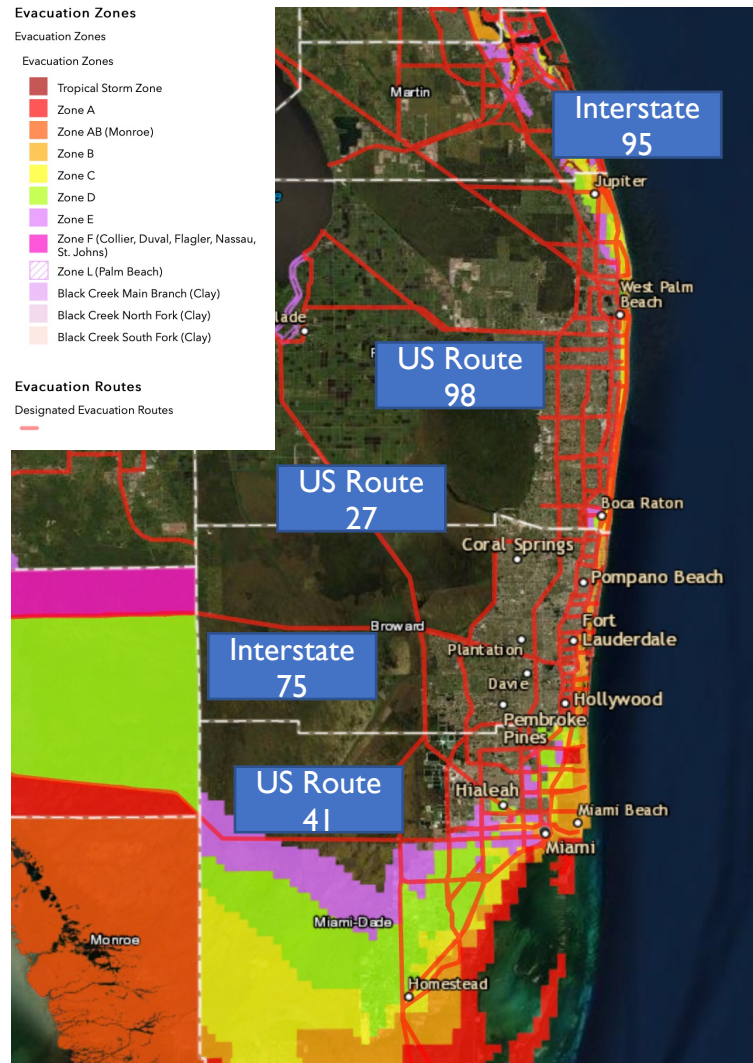 Evacuation Zones
Evacuation Zones
Evacuation Zones
Tropical Storm Zone
Zone A
Zone AB (Monroe)
Zone B
Zone C
Zone D
Zone E
Zone F (Collier, Duval, Flagler, Nassau,
St. Johns)
Zone L (Palm Beach)
Black Creek Main Branch (Clay)
Black Creek North Fork (Clay)
Black Creek South Fork (Clay)
Evacuation Routes
Designated Evacuation Routes
Martin
Interstate
95
Jupiter
West Palm
Beach
lade
US Route
98
US Route
27
Boca Raton
Coral Springs
Pompano Beach
Broward
Fort
Lauderdale
Plantation
Interstate
75
Davie
Hollywood
Pembroke
Pines
US Route
41
Hialeah
Miami Beach
Miami
Miami-Dade
Monroe
Homestead